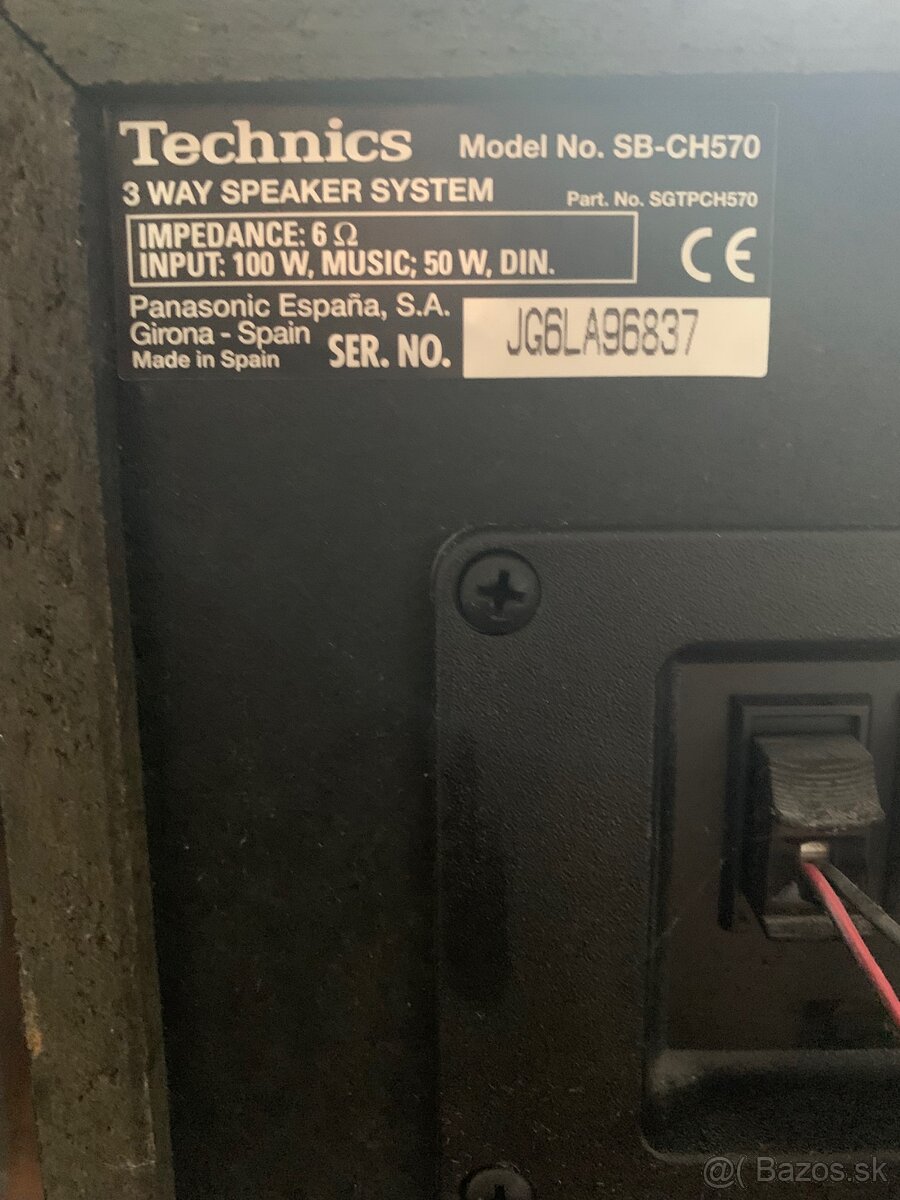 Technics Model No. SB-CH570
3 WAY SPEAKER SYSTEM Part. No. SGTPCH570
IMPEDANCE: 6 Ω
INPUT: 100 W, MUSIC; 50 W, DIN.
CE
Panasonic España, S.A.
Girona - Spain
Made in Spain SER. NO. JG6LA96837
@( Bazos.sk